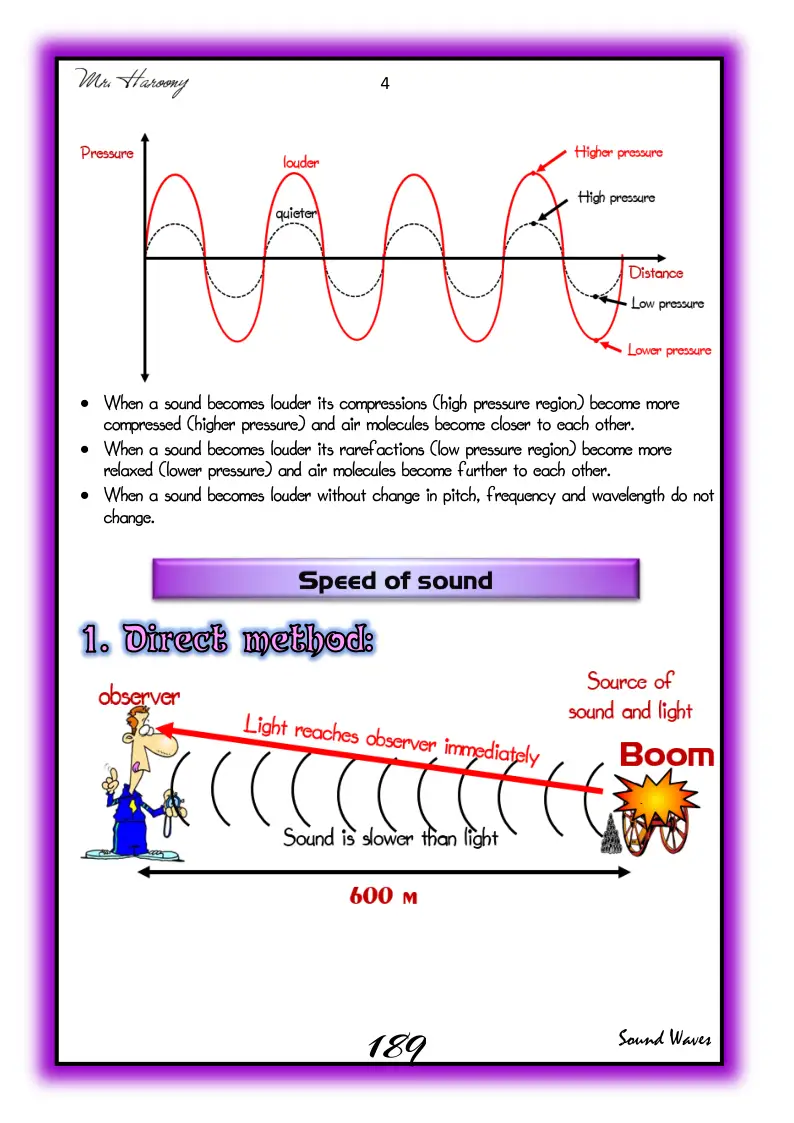 Mr. Haroony
4
Pressure
louder
Higher pressure
quieter
High pressure
Distance
Low pressure
Lower pressure
• When a sound becomes louder its compressions (high pressure region) become more
compressed (higher pressure) and air molecules become closer to each other.
• When a sound becomes louder its rarefactions (low pressure region) become more
relaxed (lower pressure) and air molecules become further to each other.
• When a sound becomes louder without change in pitch, frequency and wavelength do not
change.
Speed of sound
1. Direct method:
Source of
sound and light
observer
Light reaches observer immediately
Boom
Sound is slower than light
600 m
189
Sound Waves